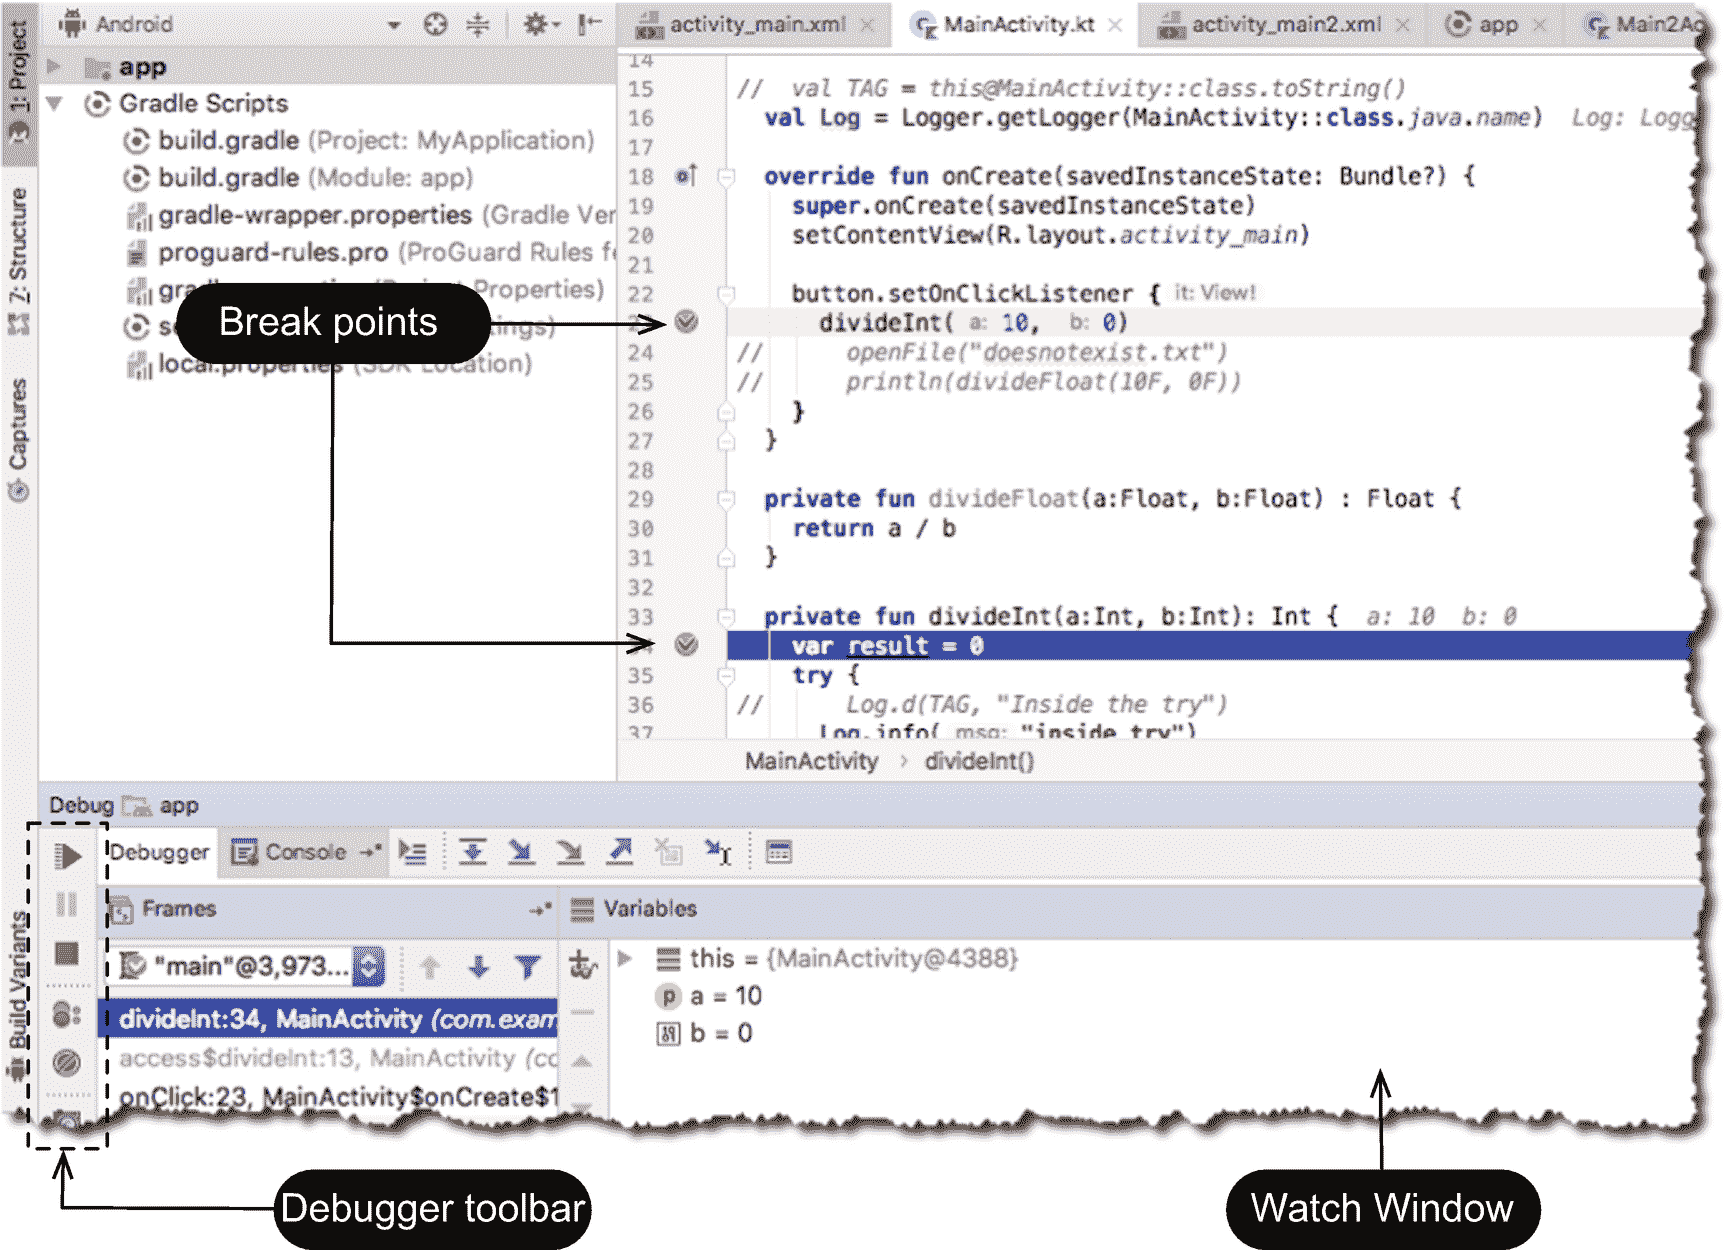 1: Project
7: Structure
Captures
Build Variants
Android
app
Gradle Scripts
build.gradle (Project: MyApplication)
build.gradle (Module: app)
gradle-wrapper.properties (Gradle Ver
proguard-rules.pro (ProGuard Rules f
Properties)
Break points
local.properties (SDK Location)
activity_main.xml
MainActivity.kt
activity_main2.xml
app
Main2Ac
14
15 // val TAG = this@MainActivity::class.toString()
16 val Log = Logger.getLogger(MainActivity::class.java.name) Log: Logg
17
18 override fun onCreate(savedInstanceState: Bundle?) {
19 super.onCreate(savedInstanceState)
20 setContentView(R.layout.activity_main)
21
22 button.setOnClickListener { it: View!
divideInt( a: 10, b: 0)
24 // openFile("doesnotexist.txt")
25 // println(divideFloat(10F, 0F))
26 }
27 }
28
29 private fun divideFloat(a:Float, b:Float) : Float {
30 return a / b
31 }
32
33 private fun divideInt(a:Int, b:Int): Int { a: 10 b: 0
var result = 0
35 try {
36 // Log.d(TAG, "Inside the try")
37 Log.info( msg: "inside try")
MainActivity › divideInt()
Debug app
Debugger Console
Frames
Variables
"main"@3,973...
divideInt:34, MainActivity (com.exam
access$divideInt:13, MainActivity (co
onClick:23, MainActivity$onCreate$1
this = {MainActivity@4388}
p a = 10
b = 0
Debugger toolbar
Watch Window